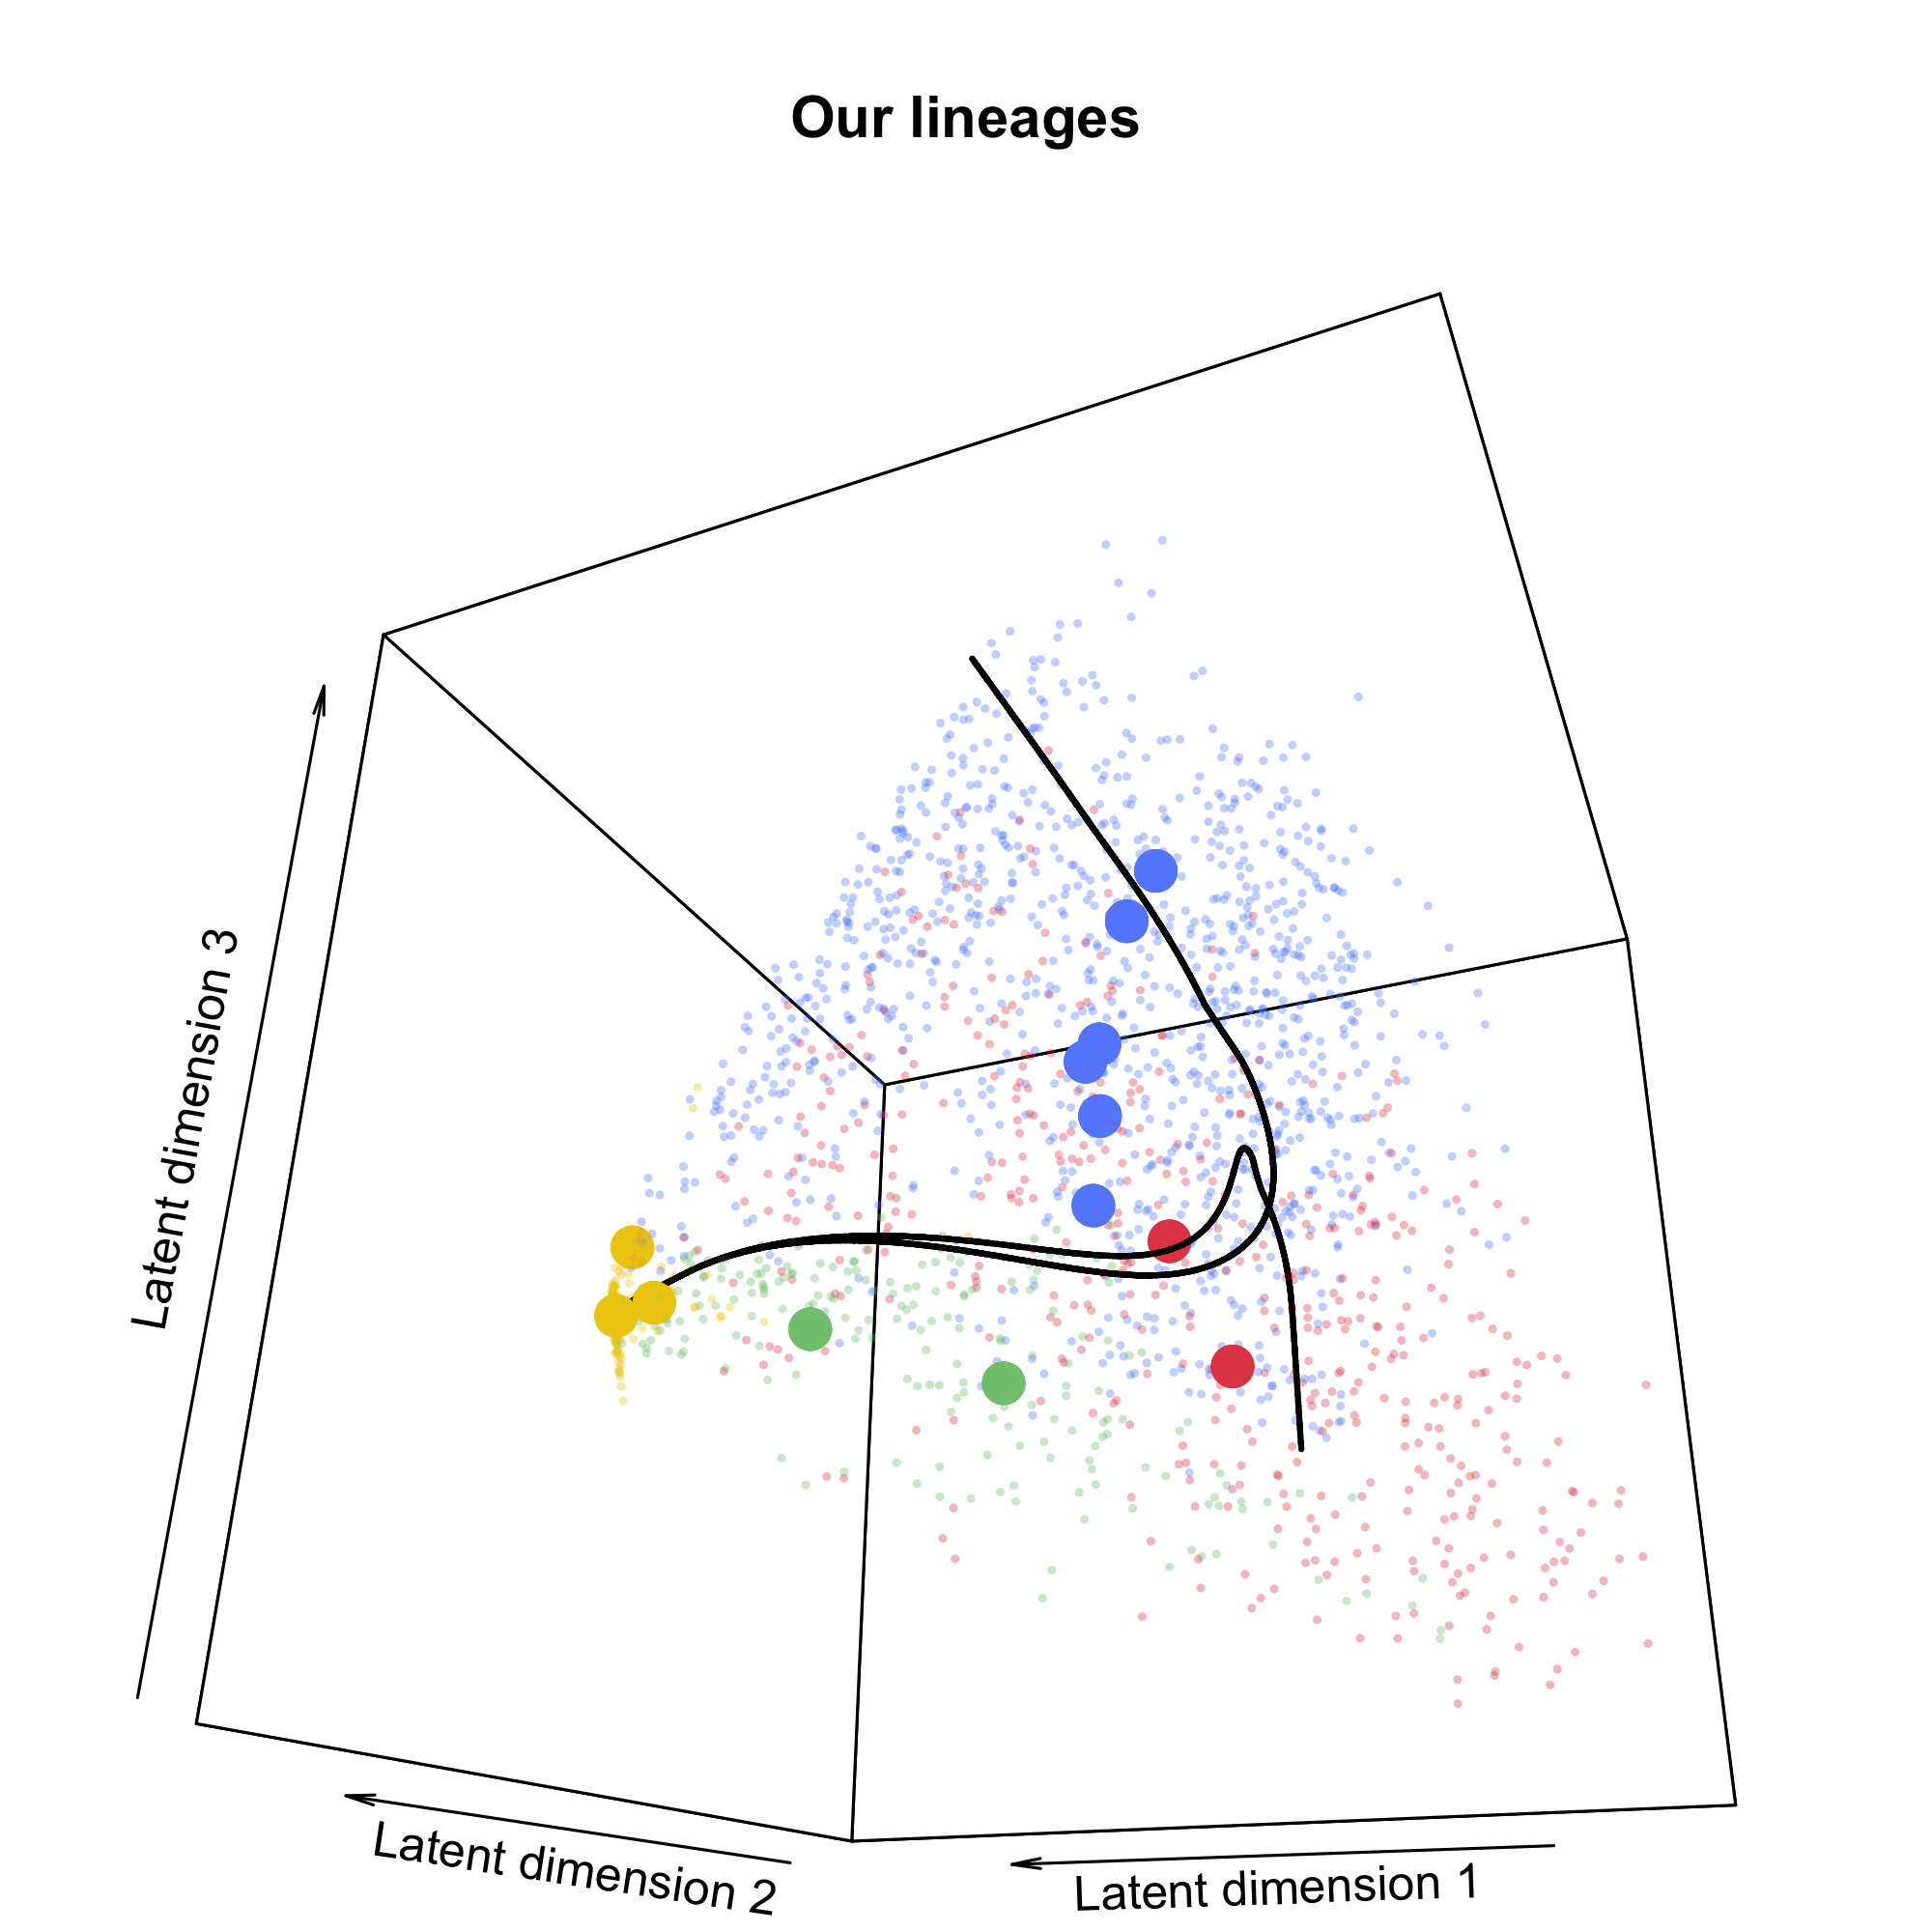 Our lineages
Latent dimension 3
Latent dimension 2
Latent dimension 1